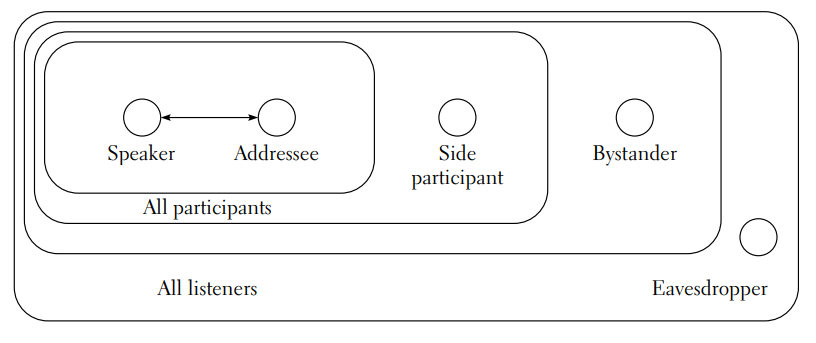 Speaker
Addressee
Side
participant
Bystander
All participants
All listeners
Eavesdropper